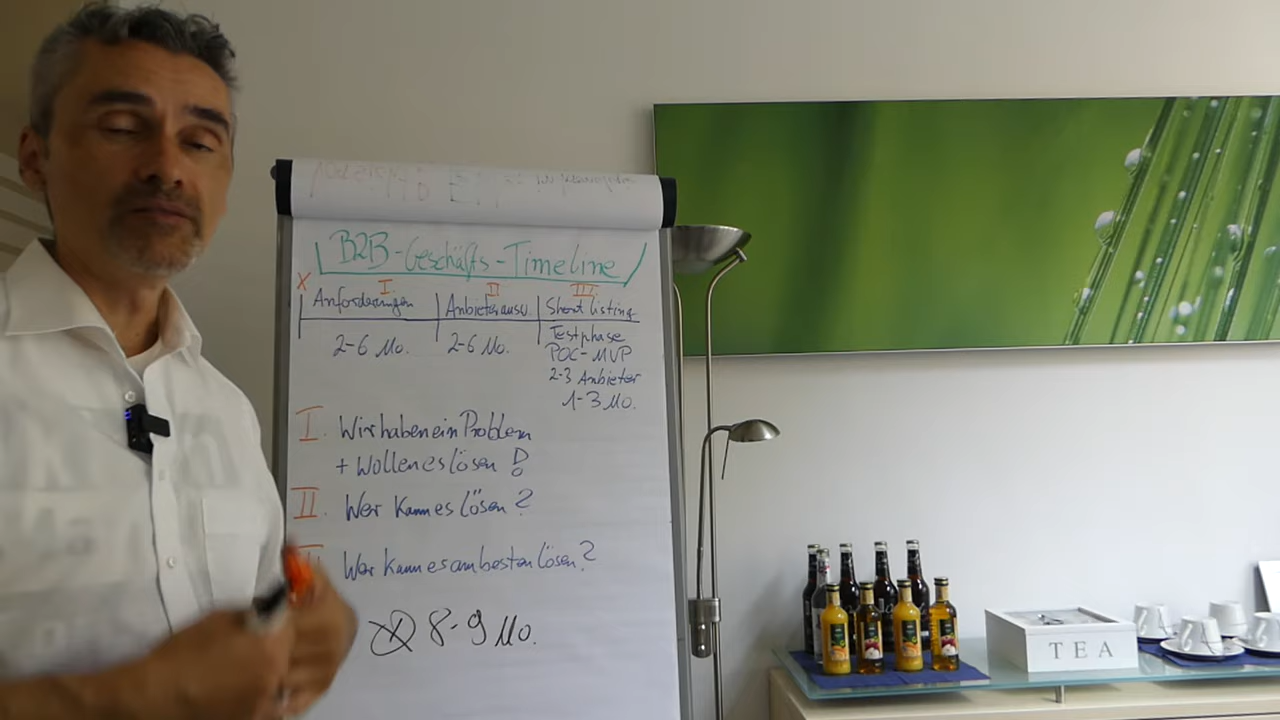 B2B-Geschäfts-Timeline
X I II III
Anforderungen Anbieterausw. Short listing
2-6 Mo. 2-6 Mo. Testphase
POC-MVP
2-3 Anbieter
1-3 Mo.
I. Wir haben ein Problem
+ wollen es lösen !
II. Wer kann es lösen ?
Wer kann es am besten lösen ?
8-9 Mo.
TEA